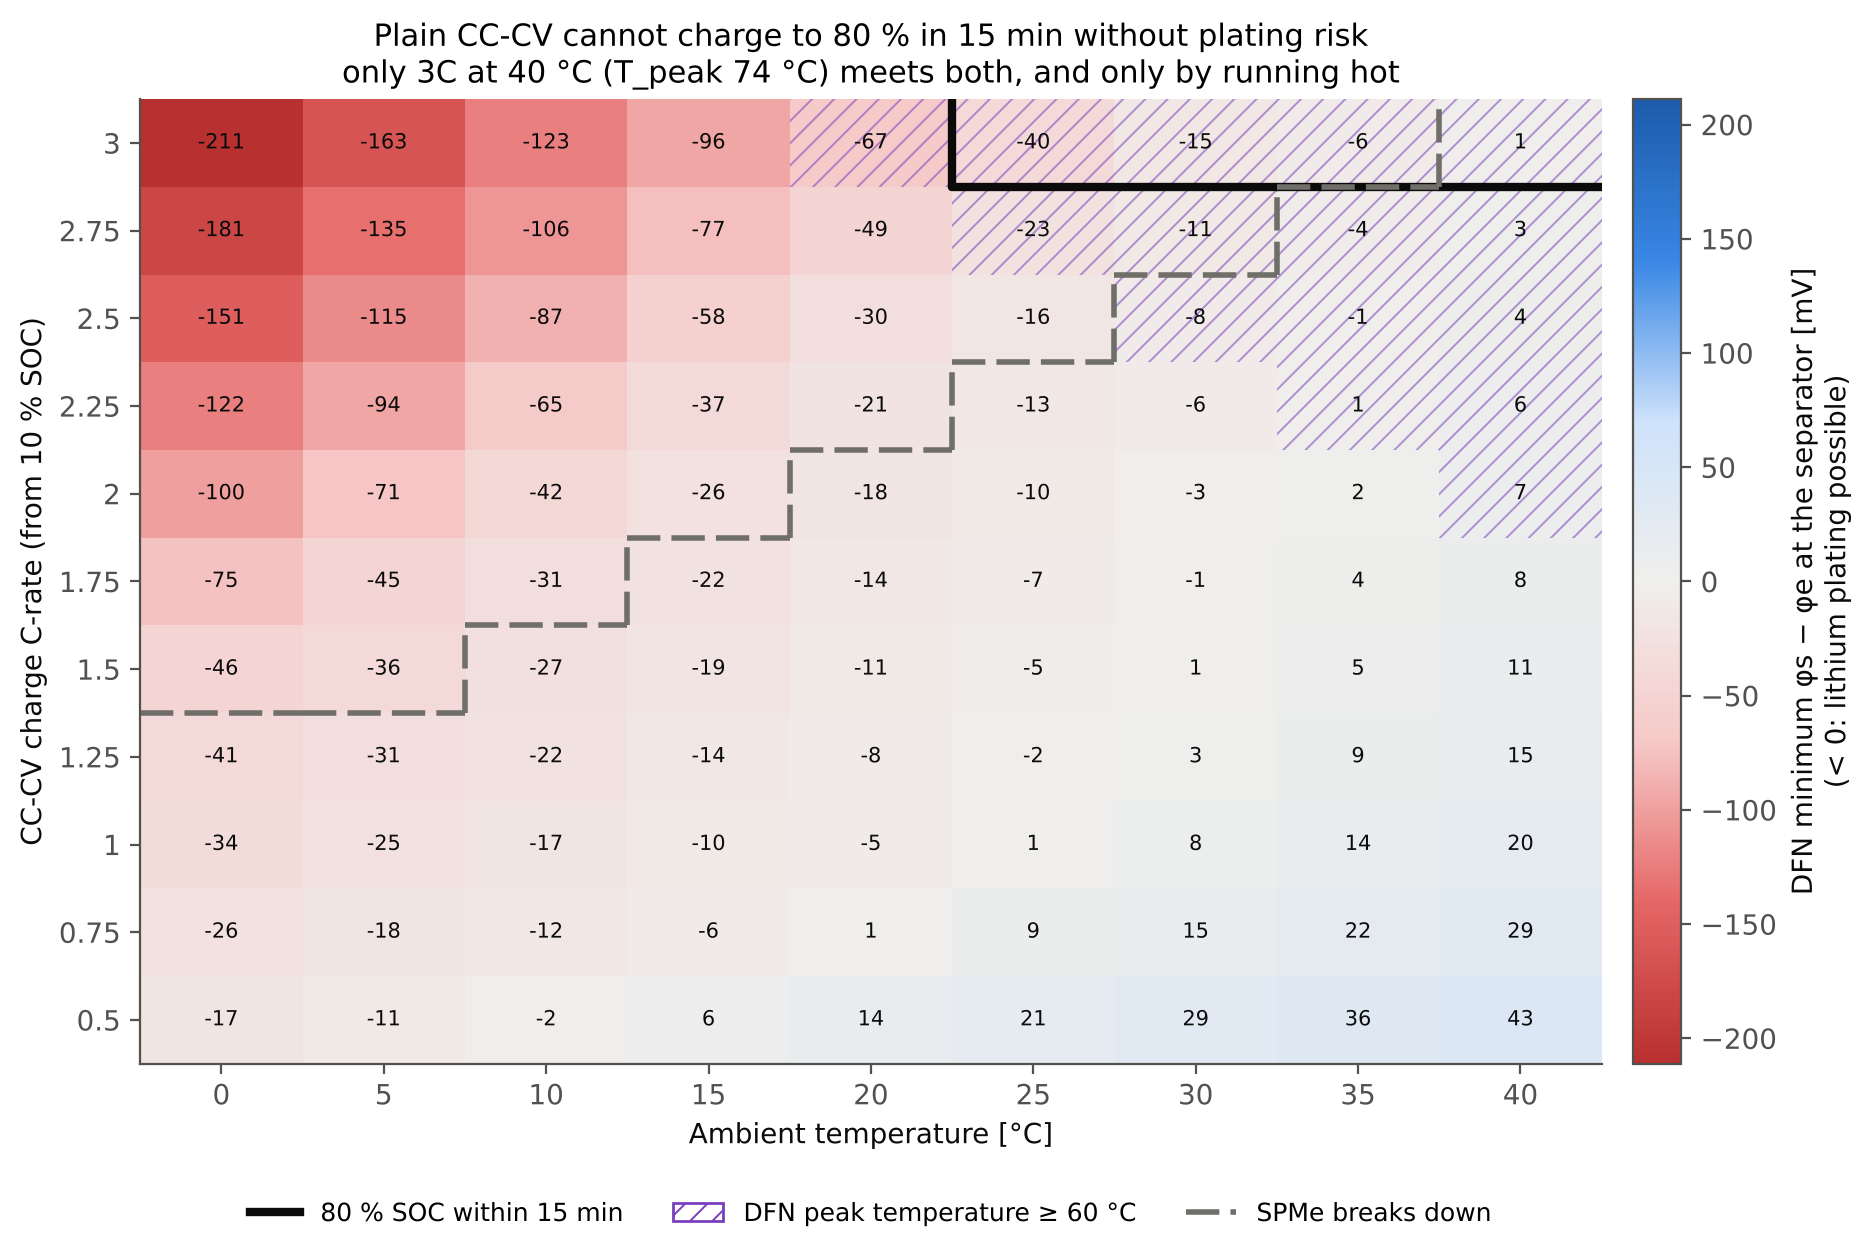 Plain CC-CV cannot charge to 80 % in 15 min without plating risk
only 3C at 40 °C (T_peak 74 °C) meets both, and only by running hot
CC-CV charge C-rate (from 10 % SOC)
3 -211 -163 -123 -96 -67 -40 -15 -6 1
2.75 -181 -135 -106 -77 -49 -23 -11 -4 3
2.5 -151 -115 -87 -58 -30 -16 -8 -1 4
2.25 -122 -94 -65 -37 -21 -13 -6 1 6
2 -100 -71 -42 -26 -18 -10 -3 2 7
1.75 -75 -45 -31 -22 -14 -7 -1 4 8
1.5 -46 -36 -27 -19 -11 -5 1 5 11
1.25 -41 -31 -22 -14 -8 -2 3 9 15
1 -34 -25 -17 -10 -5 1 8 14 20
0.75 -26 -18 -12 -6 1 9 15 22 29
0.5 -17 -11 -2 6 14 21 29 36 43
0 5 10 15 20 25 30 35 40
Ambient temperature [°C]
200
150
100
50
0
−50
−100
−150
−200
DFN minimum φs − φe at the separator [mV]
(< 0: lithium plating possible)
80 % SOC within 15 min
DFN peak temperature ≥ 60 °C
SPMe breaks down